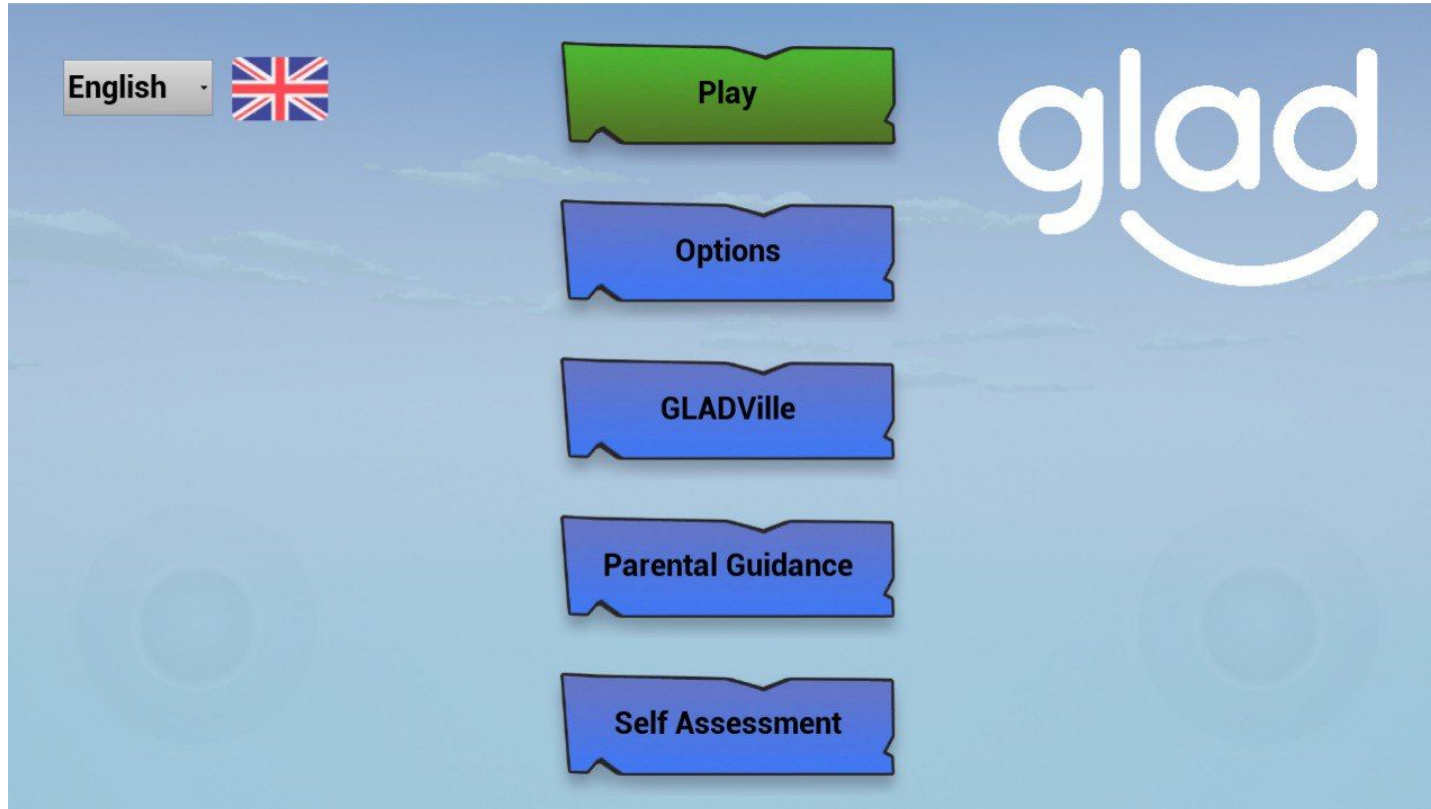 English
glad
Play
Options
GLADVille
Parental Guidance
Self Assessment